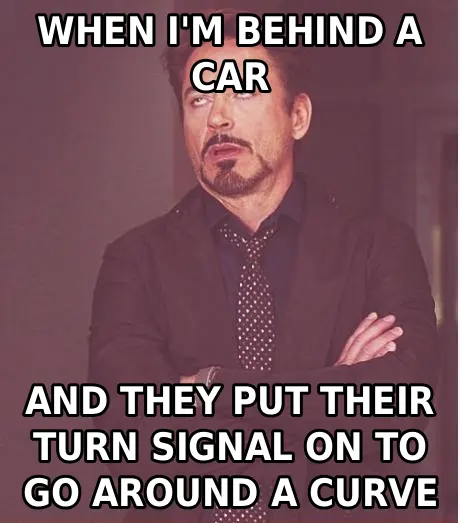 WHEN I'M BEHIND A
CAR
AND THEY PUT THEIR
TURN SIGNAL ON TO
GO AROUND A CURVE